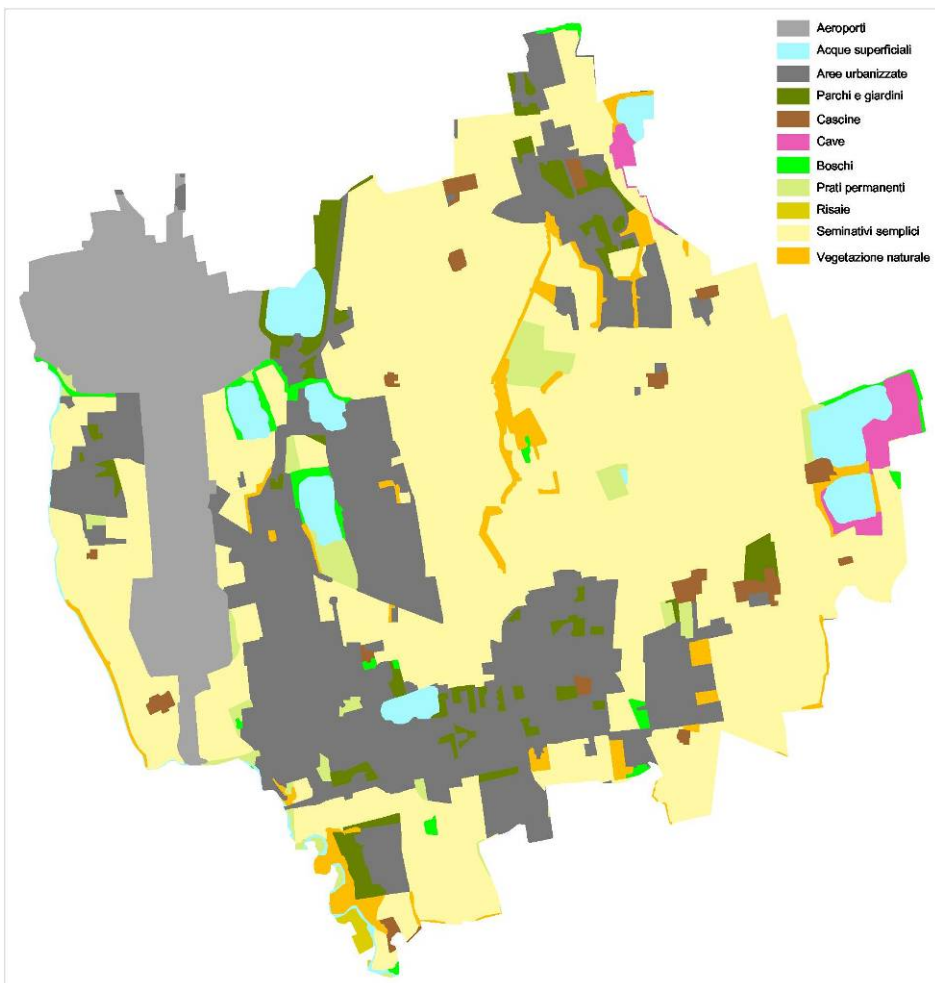 Aeroporti
Acque superficiali
Aree urbanizzate
Parchi e giardini
Cascine
Cave
Boschi
Prati permanenti
Risaie
Seminativi semplici
Vegetazione naturale